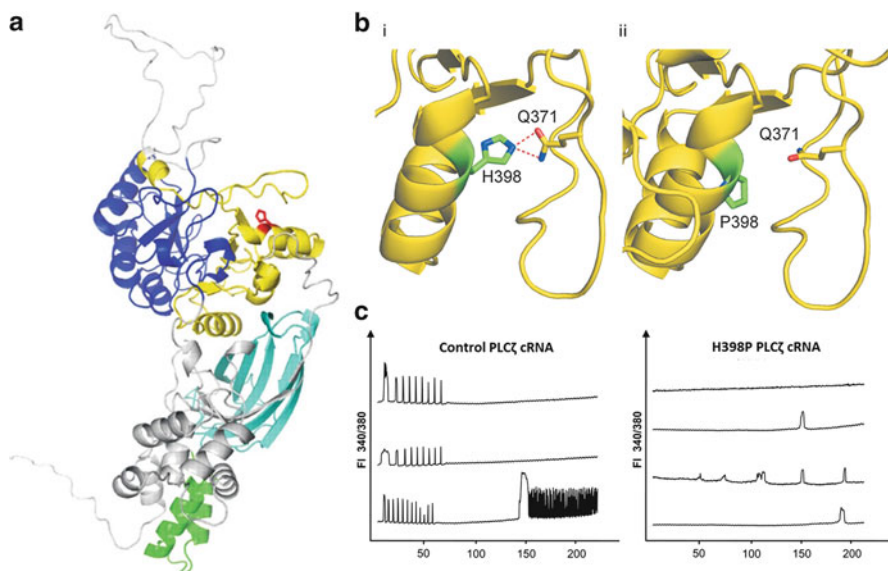 a
b
i
ii
Q371
H398
Q371
P398
c
Control PLCζ cRNA
FI 340/380
50 100 150 200
H398P PLCζ cRNA
FI 340/380
50 100 150 200